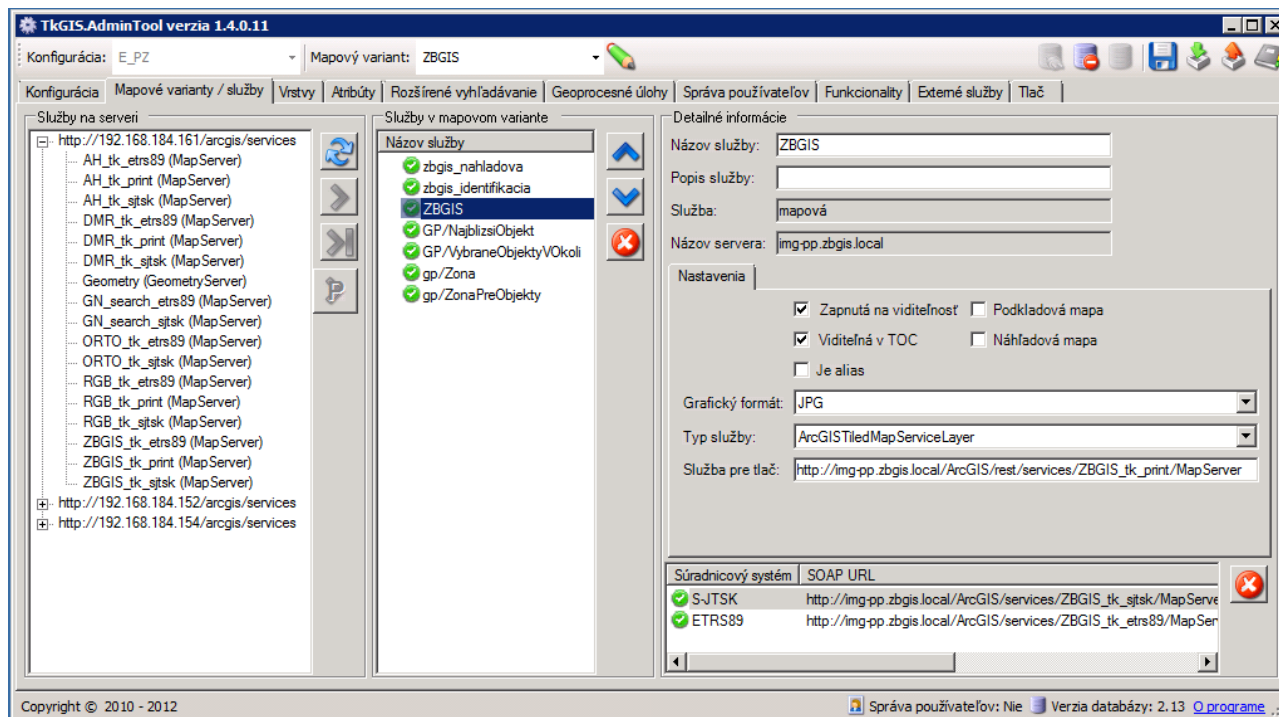 TkGIS.AdminTool verzia 1.4.0.11
Konfigurácia: E_PZ Mapový variant: ZBGIS
Konfigurácia Mapové varianty / služby Vrstvy Atribúty Rozšírené vyhľadávanie Geoprocesné úlohy Správa používateľov Funkcionality Externé služby Tlač
Služby na serveri
http://192.168.184.161/arcgis/services
AH_tk_etrs89 (MapServer)
AH_tk_print (MapServer)
AH_tk_sjtsk (MapServer)
DMR_tk_etrs89 (MapServer)
DMR_tk_print (MapServer)
DMR_tk_sjtsk (MapServer)
Geometry (GeometryServer)
GN_search_etrs89 (MapServer)
GN_search_sjtsk (MapServer)
ORTO_tk_etrs89 (MapServer)
ORTO_tk_sjtsk (MapServer)
RGB_tk_etrs89 (MapServer)
RGB_tk_print (MapServer)
RGB_tk_sjtsk (MapServer)
ZBGIS_tk_etrs89 (MapServer)
ZBGIS_tk_print (MapServer)
ZBGIS_tk_sjtsk (MapServer)
http://192.168.184.152/arcgis/services
http://192.168.184.154/arcgis/services
Služby v mapovom variante
Názov služby
zbgis_nahladova
zbgis_identifikacia
ZBGIS
GP/NajblizsiObjekt
GP/VybraneObjektyVOkoli
gp/Zona
gp/ZonaPreObjekty
Detailné informácie
Názov služby: ZBGIS
Popis služby:
Služba: mapová
Názov servera: img-pp.zbgis.local
Nastavenia
Zapnutá na viditeľnosť Podkladová mapa
Viditeľná v TOC Náhľadová mapa
Je alias
Grafický formát: JPG
Typ služby: ArcGISTiledMapServiceLayer
Služba pre tlač: http://img-pp.zbgis.local/ArcGIS/rest/services/ZBGIS_tk_print/MapServer
Súradnicový systém SOAP URL
S-JTSK http://img-pp.zbgis.local/ArcGIS/services/ZBGIS_tk_sjtsk/MapServe
ETRS89 http://img-pp.zbgis.local/ArcGIS/services/ZBGIS_tk_etrs89/MapSer
Copyright © 2010 - 2012 Správa používateľov: Nie Verzia databázy: 2.13 O programe